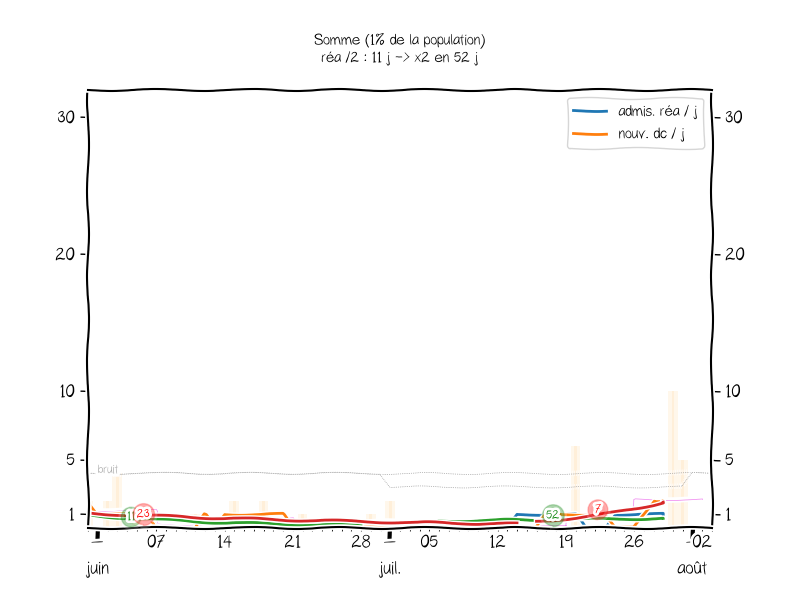 Somme (1% de la population)
réa /2 : 11 j -> x2 en 52 j
30
30
admis. réa / j
nouv. dc / j
20
20
10
10
5
5
bruit
1
1
11
23
52
7
07
14
21
28
05
12
19
26
02
juin
juil.
août